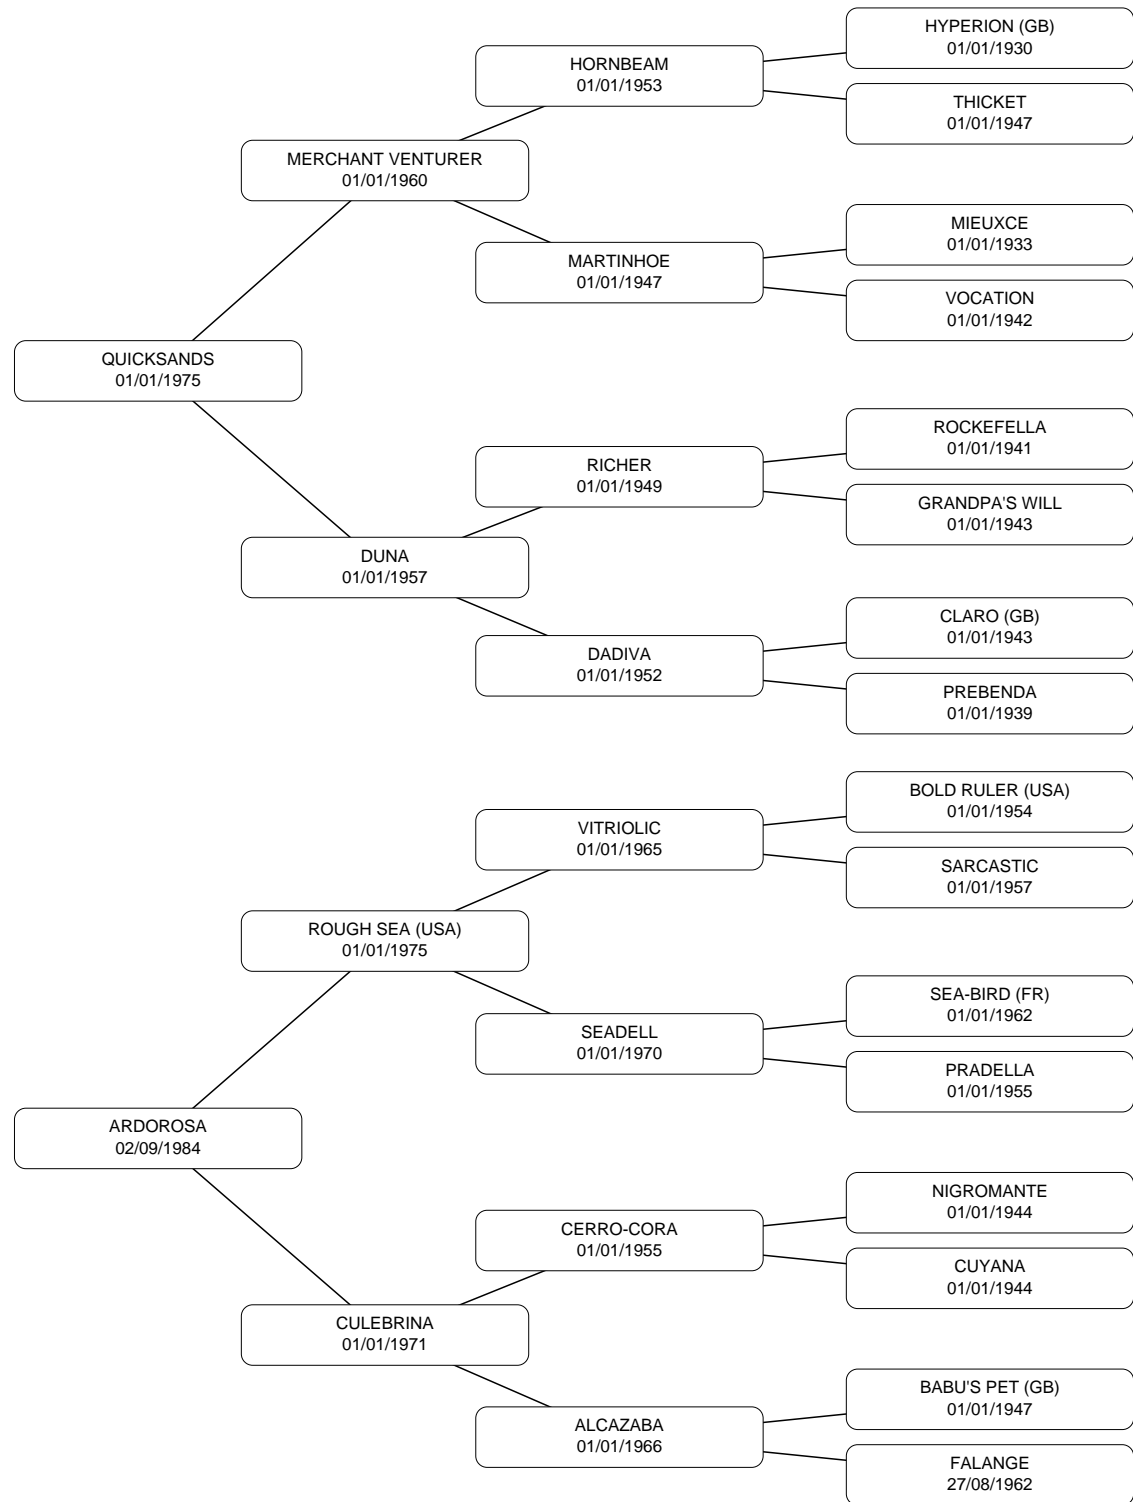 HYPERION (GB)
01/01/1930
HORNBEAM
01/01/1953
THICKET
01/01/1947
MERCHANT VENTURER
01/01/1960
MIEUXCE
01/01/1933
MARTINHOE
01/01/1947
VOCATION
01/01/1942
QUICKSANDS
01/01/1975
ROCKEFELLA
01/01/1941
RICHER
01/01/1949
GRANDPA'S WILL
01/01/1943
DUNA
01/01/1957
CLARO (GB)
01/01/1943
DADIVA
01/01/1952
PREBENDA
01/01/1939
BOLD RULER (USA)
01/01/1954
VITRIOLIC
01/01/1965
SARCASTIC
01/01/1957
ROUGH SEA (USA)
01/01/1975
SEA-BIRD (FR)
01/01/1962
SEADELL
01/01/1970
PRADELLA
01/01/1955
ARDOROSA
02/09/1984
NIGROMANTE
01/01/1944
CERRO-CORA
01/01/1955
CUYANA
01/01/1944
CULEBRINA
01/01/1971
BABU'S PET (GB)
01/01/1947
ALCAZABA
01/01/1966
FALANGE
27/08/1962